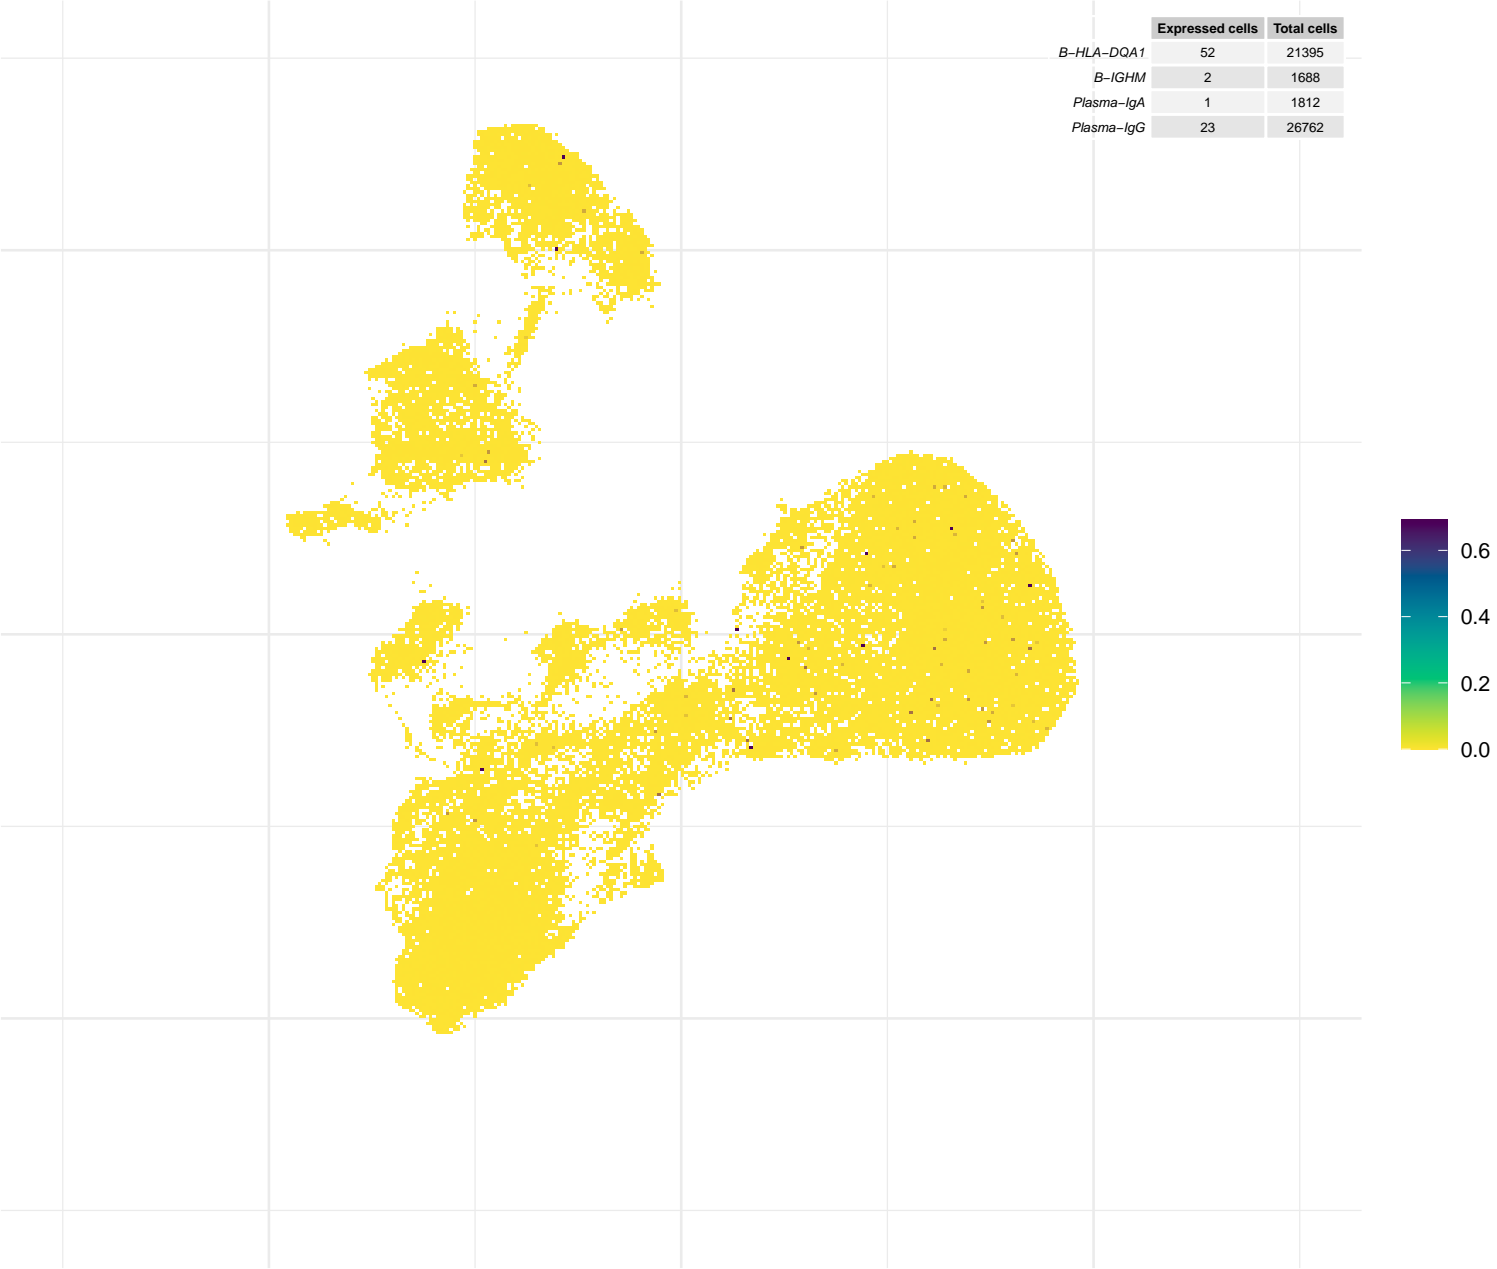 Expressed cells Total cells
B−HLA−DQA1 52 21395
B−IGHM 2 1688
Plasma−IgA 1 1812
Plasma−IgG 23 26762
0.6
0.4
0.2
0.0